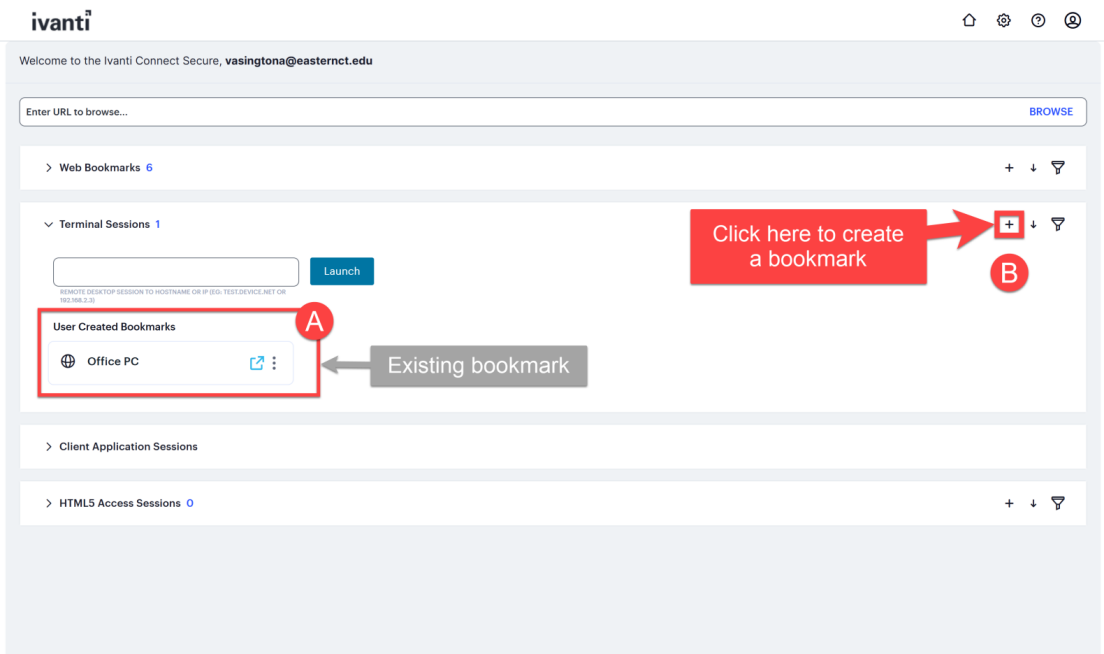 ivanti
Welcome to the Ivanti Connect Secure, vasingtona@easternct.edu
Enter URL to browse... BROWSE
Web Bookmarks 6
Terminal Sessions 1
Click here to create
a bookmark
B
Launch
REMOTE DESKTOP SESSION TO HOSTNAME OR IP (EG: TEST.DEVICE.NET OR
192.168.2.3)
A
User Created Bookmarks
Office PC
Existing bookmark
Client Application Sessions
HTML5 Access Sessions 0